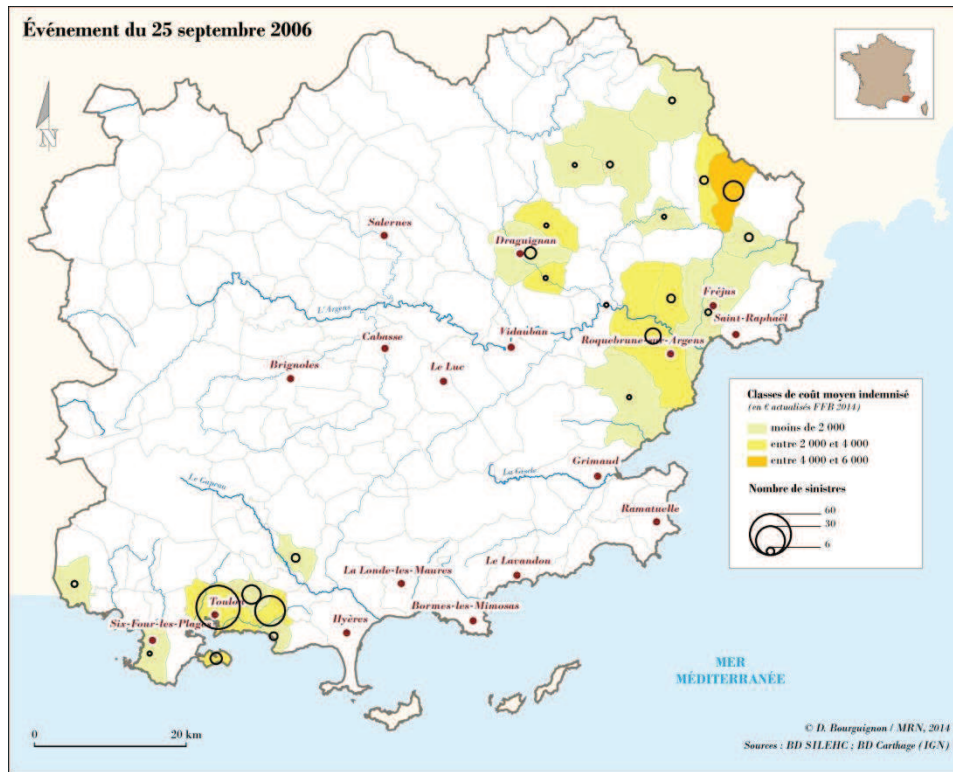 Événement du 25 septembre 2006
N
Salernes
Draguignan
L'Argens
Fréjus
Saint-Raphaël
Vidauban
Roquebrune-sur-Argens
Cabasse
Le Luc
Brignoles
Classes de coût moyen indemnisé
(en € actualisés FFB 2014)
moins de 2 000
entre 2 000 et 4 000
entre 4 000 et 6 000
Grimaud
La Giscle
Le Gapeau
Nombre de sinistres
60
30
6
Ramatuelle
La Londe-les-Maures
Le Lavandou
Toulon
Bormes-les-Mimosas
Six-Four-les-Plages
Hyères
MER
MÉDITERRANÉE
0
20 km
© D. Bourguignon / MRN, 2014
Sources : BD SILEHC ; BD Carthage (IGN)